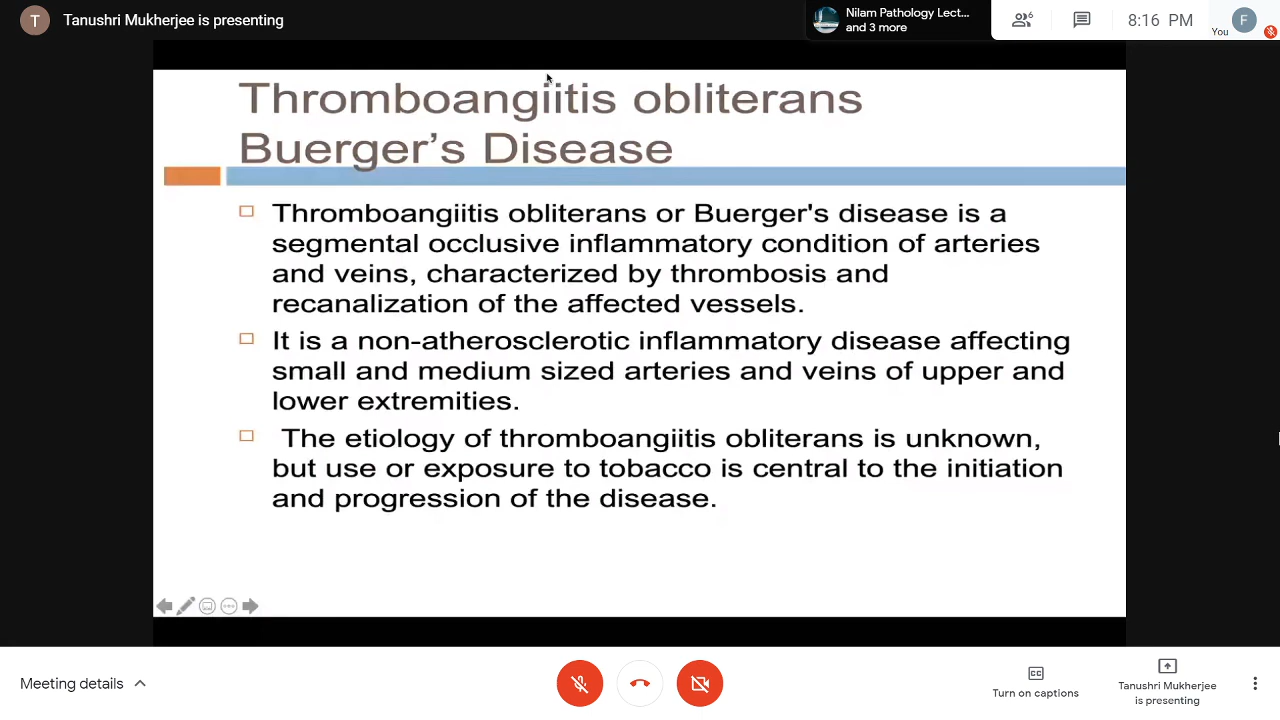 T
Tanushri Mukherjee is presenting
Nilam Pathology Lect...
and 3 more
6
8:16 PM
You
F
Thromboangiitis obliterans
Buerger’s Disease
Thromboangiitis obliterans or Buerger's disease is a
segmental occlusive inflammatory condition of arteries
and veins, characterized by thrombosis and
recanalization of the affected vessels.
It is a non-atherosclerotic inflammatory disease affecting
small and medium sized arteries and veins of upper and
lower extremities.
The etiology of thromboangiitis obliterans is unknown,
but use or exposure to tobacco is central to the initiation
and progression of the disease.
Meeting details
CC
Turn on captions
Tanushri Mukherjee
is presenting